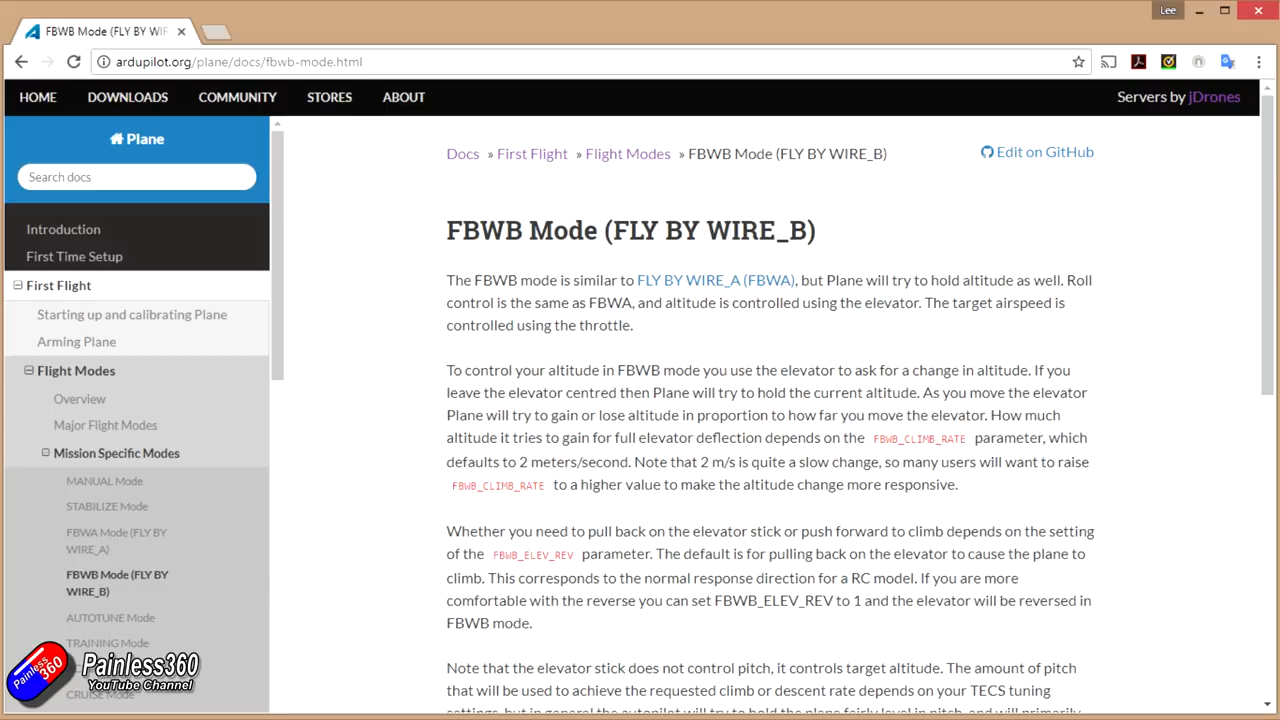 Lee
FBWB Mode (FLY BY WIF
ardupilot.org/plane/docs/fbwb-mode.html
HOME DOWNLOADS COMMUNITY STORES ABOUT Servers by jDrones
Plane
Search docs
Introduction
First Time Setup
First Flight
Starting up and calibrating Plane
Arming Plane
Flight Modes
Overview
Major Flight Modes
Mission Specific Modes
MANUAL Mode
STABILIZE Mode
FBWA Mode (FLY BY
WIRE_A)
FBWB Mode (FLY BY
WIRE_B)
AUTOTUNE Mode
TRAINING Mode
CRUISE Mode
Painless
360
Painless360
YouTube Channel
Docs » First Flight » Flight Modes » FBWB Mode (FLY BY WIRE_B) Edit on GitHub
FBWB Mode (FLY BY WIRE_B)
The FBWB mode is similar to FLY BY WIRE_A (FBWA), but Plane will try to hold altitude as well. Roll
control is the same as FBWA, and altitude is controlled using the elevator. The target airspeed is
controlled using the throttle.
To control your altitude in FBWB mode you use the elevator to ask for a change in altitude. If you
leave the elevator centred then Plane will try to hold the current altitude. As you move the elevator
Plane will try to gain or lose altitude in proportion to how far you move the elevator. How much
altitude it tries to gain for full elevator deflection depends on the FBWB_CLIMB_RATE parameter, which
defaults to 2 meters/second. Note that 2 m/s is quite a slow change, so many users will want to raise
FBWB_CLIMB_RATE to a higher value to make the altitude change more responsive.
Whether you need to pull back on the elevator stick or push forward to climb depends on the setting
of the FBWB_ELEV_REV parameter. The default is for pulling back on the elevator to cause the plane to
climb. This corresponds to the normal response direction for a RC model. If you are more
comfortable with the reverse you can set FBWB_ELEV_REV to 1 and the elevator will be reversed in
FBWB mode.
Note that the elevator stick does not control pitch, it controls target altitude. The amount of pitch
that will be used to achieve the requested climb or descent rate depends on your TECS tuning
settings, but in general the autopilot will try to hold the plane fairly level in pitch, and will primarily